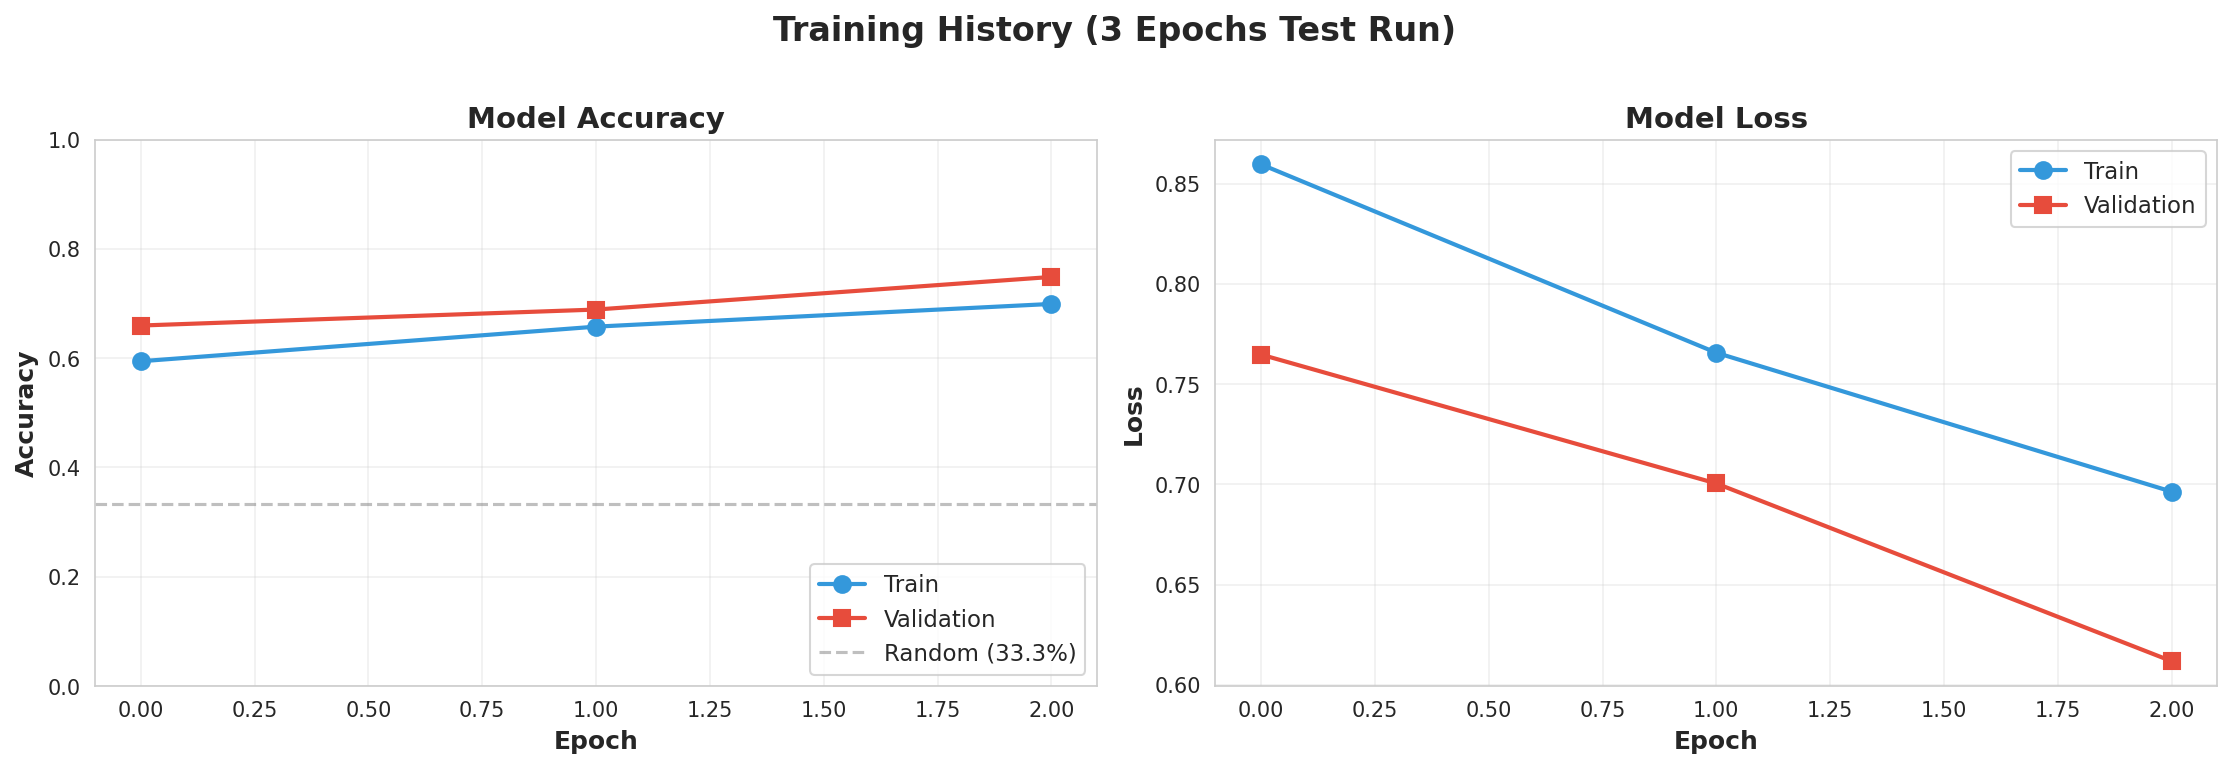 Training History (3 Epochs Test Run)
Model Accuracy
1.0
0.8
0.6
0.4
0.2
0.0
Accuracy
0.00 0.25 0.50 0.75 1.00 1.25 1.50 1.75 2.00
Epoch
Train
Validation
Random (33.3%)
Model Loss
0.85
0.80
0.75
0.70
0.65
0.60
Loss
0.00 0.25 0.50 0.75 1.00 1.25 1.50 1.75 2.00
Epoch
Train
Validation